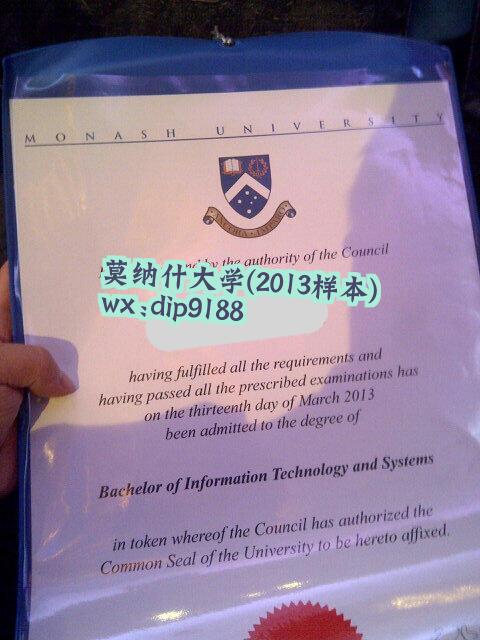 MONASH UNIVERSITY
ANCORA IMPARO
by the authority of the Council
莫纳什大学(2013样本)
wx:dip9188
having fulfilled all the requirements and
having passed all the prescribed examinations has
on the thirteenth day of March 2013
been admitted to the degree of
Bachelor of Information Technology and Systems
in token whereof the Council has authorized the
Common Seal of the University to be hereto affixed.